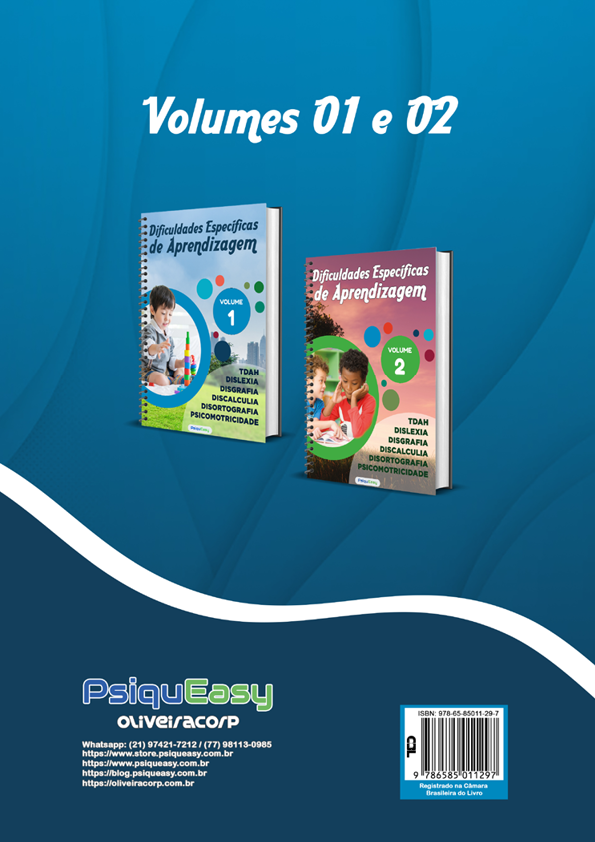 Volumes 01 e 02
Dificuldades Específicas
de Aprendizagem
VOLUME
1
TDAH
DISLEXIA
DISGRAFIA
DISCALCULIA
DISORTOGRAFIA
PSICOMOTRICIDADE
PsiquEasy
Dificuldades Específicas
de Aprendizagem
VOLUME
2
TDAH
DISLEXIA
DISGRAFIA
DISCALCULIA
DISORTOGRAFIA
PSICOMOTRICIDADE
PsiquEasy
PsiquEasy
OLIVEIRACORP
Whatsapp: (21) 97421-7212 / (77) 98113-0985
https://www.store.psiqueasy.com.br
https://www.psiqueasy.com.br
https://blog.psiqueasy.com.br
https://oliveiracorp.com.br
ISBN: 978-65-85011-29-7
CBL
9 786585 011297
Registrado na Câmara
Brasileira do Livro